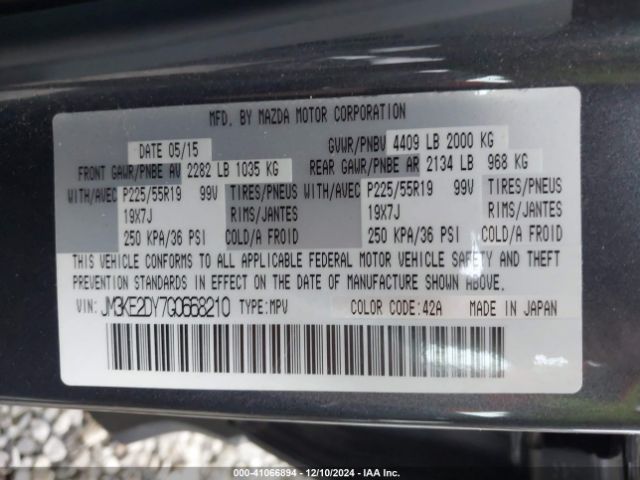 MFD. BY MAZDA MOTOR CORPORATION
DATE 05/15 GVWR/PNBV 4409 LB 2000 KG
FRONT GAWR/PNBE AV 2282 LB 1035 KG REAR GAWR/PNBE AR 2134 LB 968 KG
WITH/AVEC P225/55R19 99V TIRES/PNEUS WITH/AVEC P225/55R19 99V TIRES/PNEUS
19X7J RIMS/JANTES 19X7J RIMS/JANTES
250 KPA/36 PSI COLD/A FROID 250 KPA/36 PSI COLD/A FROID
THIS VEHICLE CONFORMS TO ALL APPLICABLE FEDERAL MOTOR VEHICLE SAFETY AND THEFT
PREVENTION STANDARDS IN EFFECT ON THE DATE OF MANUFACTURE SHOWN ABOVE.
VIN: JM3KE2DY7G0668210 TYPE:MPV COLOR CODE:42A MADE IN JAPAN
000-41066894 - 12/10/2024 - IAA Inc.